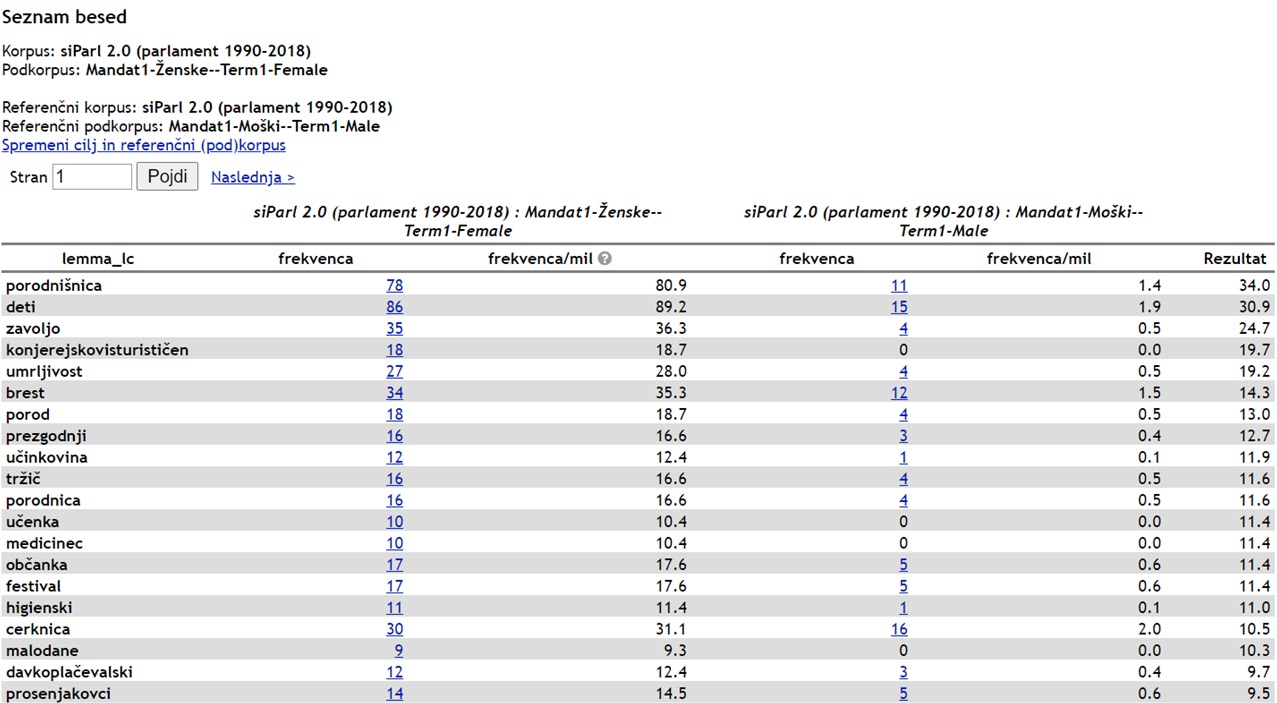 Seznam besed
Korpus: siParl 2.0 (parlament 1990-2018)
Podkorpus: Mandat1-Ženske--Term1-Female
Referenčni korpus: siParl 2.0 (parlament 1990-2018)
Referenčni podkorpus: Mandat1-Moški--Term1-Male
Spremeni cilj in referenčni (pod)korpus
Stran 1 Pojdi Naslednja >
siParl 2.0 (parlament 1990-2018) : Mandat1-Ženske-- siParl 2.0 (parlament 1990-2018) : Mandat1-Moški--
Term1-Female Term1-Male
lemma_lc frekvenca frekvenca/mil ? frekvenca frekvenca/mil Rezultat
porodnišnica 78 80.9 11 1.4 34.0
deti 86 89.2 15 1.9 30.9
zavoljo 35 36.3 4 0.5 24.7
konjerejskovisturističen 18 18.7 0 0.0 19.7
umrljivost 27 28.0 4 0.5 19.2
brest 34 35.3 12 1.5 14.3
porod 18 18.7 4 0.5 13.0
prezgodnji 16 16.6 3 0.4 12.7
učinkovina 12 12.4 1 0.1 11.9
tržič 16 16.6 4 0.5 11.6
porodnica 16 16.6 4 0.5 11.6
učenka 10 10.4 0 0.0 11.4
medicinec 10 10.4 0 0.0 11.4
občanka 17 17.6 5 0.6 11.4
festival 17 17.6 5 0.6 11.4
higienski 11 11.4 1 0.1 11.0
cerknica 30 31.1 16 2.0 10.5
malodane 9 9.3 0 0.0 10.3
davkoplačevalski 12 12.4 3 0.4 9.7
prosenjakovci 14 14.5 5 0.6 9.5